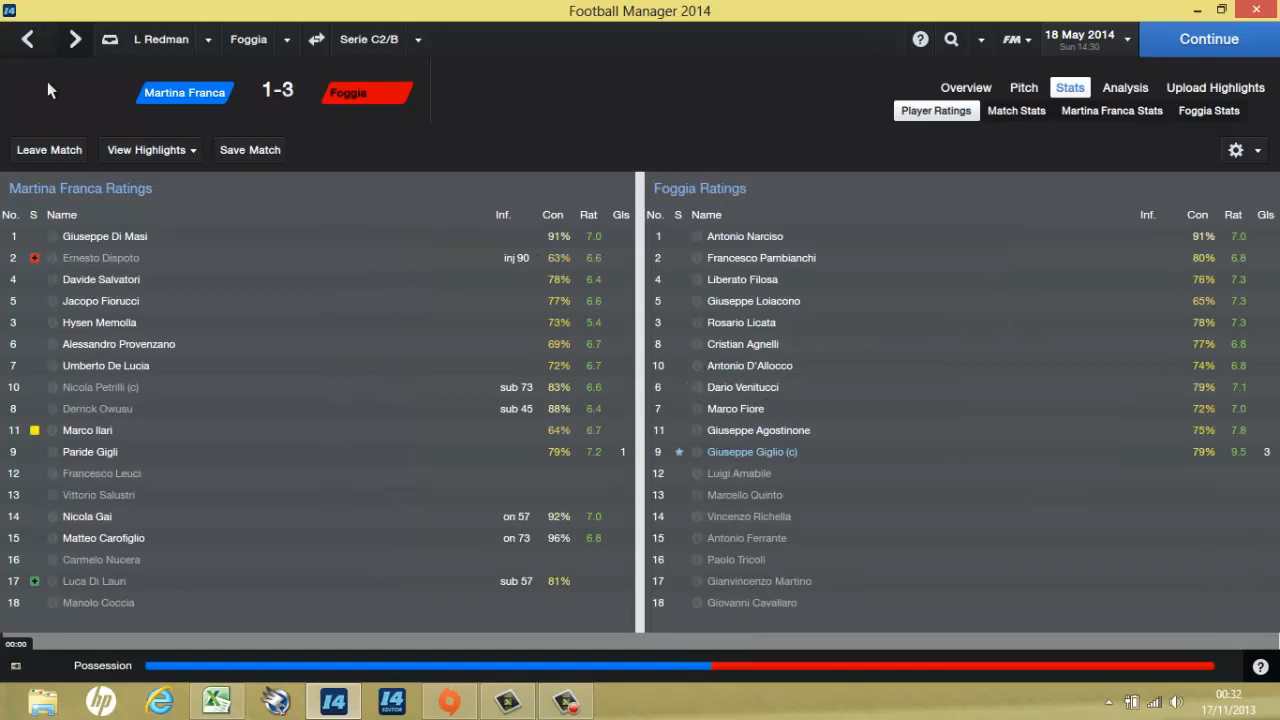 Football Manager 2014
L Redman Foggia Serie C2/B FM 18 May 2014 Continue
Sun 14:30
Martina Franca 1-3 Foggia
Overview Pitch Stats Analysis Upload Highlights
Player Ratings Match Stats Martina Franca Stats Foggia Stats
Leave Match View Highlights Save Match
Martina Franca Ratings
No. S Name Inf. Con Rat Gls
1 Giuseppe Di Masi 91% 7.0
2 Ernesto Dispoto inj 90 63% 6.6
4 Davide Salvatori 78% 6.4
5 Jacopo Fiorucci 77% 6.6
3 Hysen Memolla 73% 5.4
6 Alessandro Provenzano 69% 6.7
7 Umberto De Lucia 72% 6.7
10 Nicola Petrilli (c) sub 73 83% 6.6
8 Derrick Owusu sub 45 88% 6.4
11 Marco Ilari 64% 6.7
9 Paride Gigli 79% 7.2 1
12 Francesco Leuci
13 Vittorio Salustri
14 Nicola Gai on 57 92% 7.0
15 Matteo Carofiglio on 73 96% 6.8
16 Carmelo Nucera
17 Luca Di Lauri sub 57 81%
18 Manolo Coccia
Foggia Ratings
No. S Name Inf. Con Rat Gls
1 Antonio Narciso 91% 7.0
2 Francesco Pambianchi 80% 6.8
4 Liberato Filosa 76% 7.3
5 Giuseppe Loiacono 65% 7.3
3 Rosario Licata 78% 7.3
8 Cristian Agnelli 77% 6.8
10 Antonio D'Allocco 74% 6.8
6 Dario Venitucci 79% 7.1
7 Marco Fiore 72% 7.0
11 Giuseppe Agostinone 75% 7.8
9 Giuseppe Giglio (c) 79% 9.5 3
12 Luigi Amabile
13 Marcello Quinto
14 Vincenzo Richella
15 Antonio Ferrante
16 Paolo Tricoli
17 Gianvincenzo Martino
18 Giovanni Cavallaro
00:00
Possession
14 14 EDITOR
00:32
17/11/2013